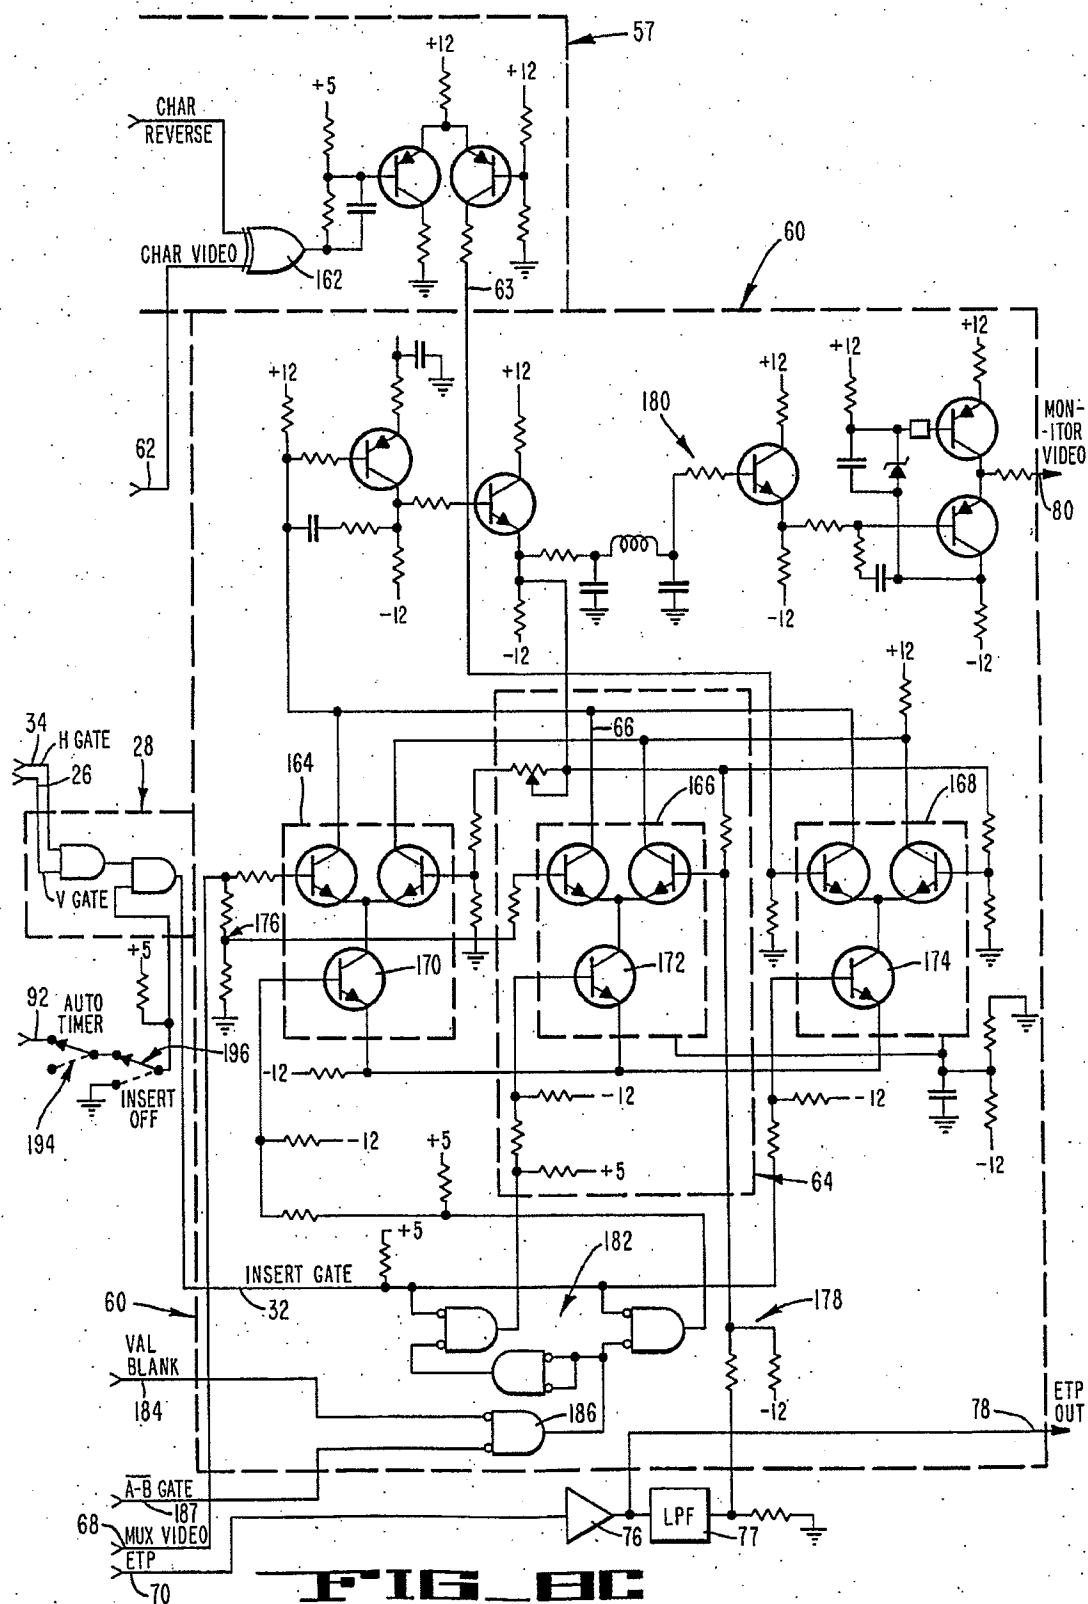 57
+12
+5
+12
CHAR
REVERSE
CHAR VIDEO
162
63
60
+12
+12
180
+12
+12
+12
MON-
-ITOR
VIDEO
80
62
-12
-12
-12
-12
+12
34
H GATE
26
28
66
164
166
168
V GATE
176
170
172
174
+5
92
AUTO
TIMER
196
INSERT
OFF
194
-12
-12
-12
-12
-12
+5
+5
64
+5
INSERT GATE
32
182
178
60
VAL
BLANK
184
186
-12
78
ETP
OUT
A-B GATE
187
68
MUX VIDEO
ETP
70
76
LPF
77
FIG_8C